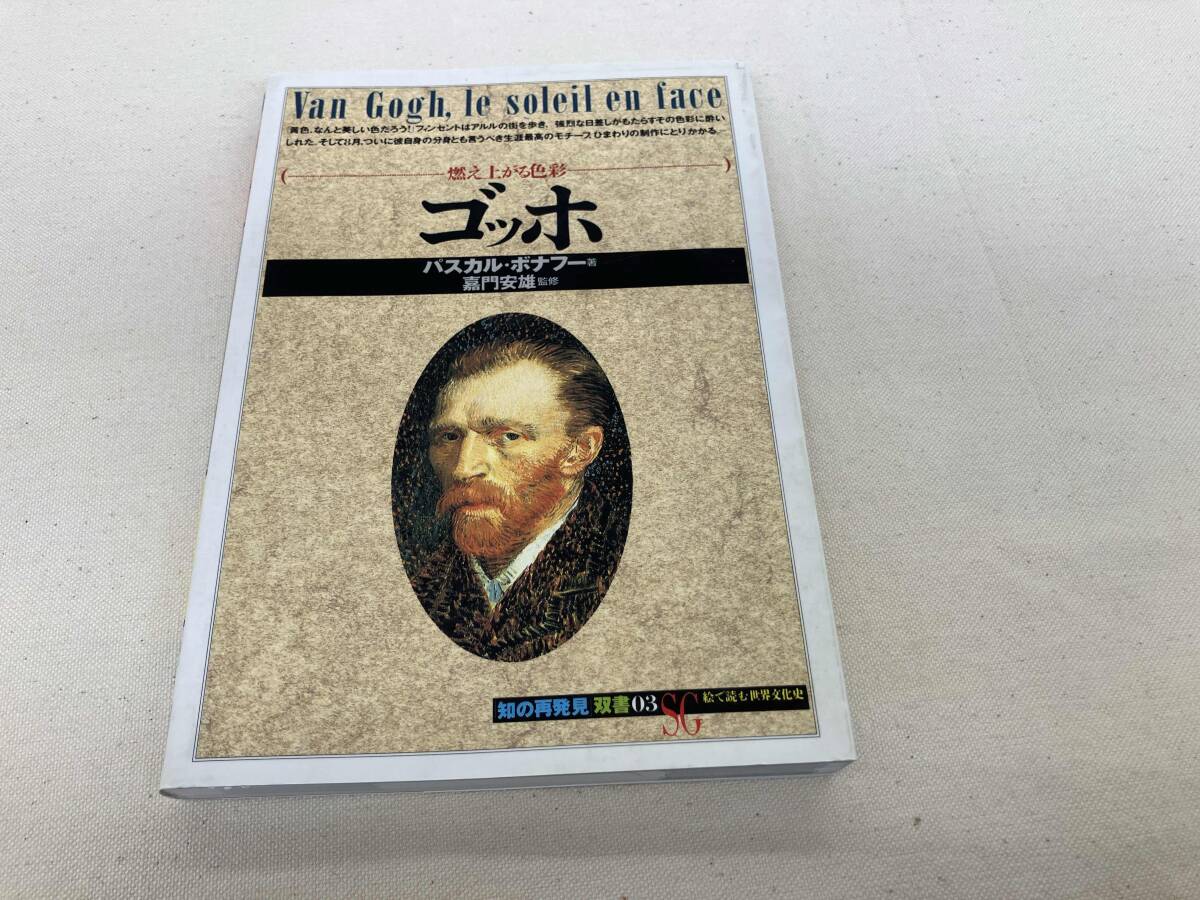 Van Gogh, le soleil en face
「黄色、なんと美しい色だろう!」フィンセントはアルルの街を歩き、強烈な日差しがもたらすその色彩に酔い
しれた。そして8月、ついに彼自身の分身とも言うべき生涯最高のモチーフ、ひまわりの制作にとりかかる。
燃え上がる色彩
ゴッホ
パスカル・ボナフー 著
嘉門安雄 監修
知の再発見 双書03 SG 絵で読む世界文化史